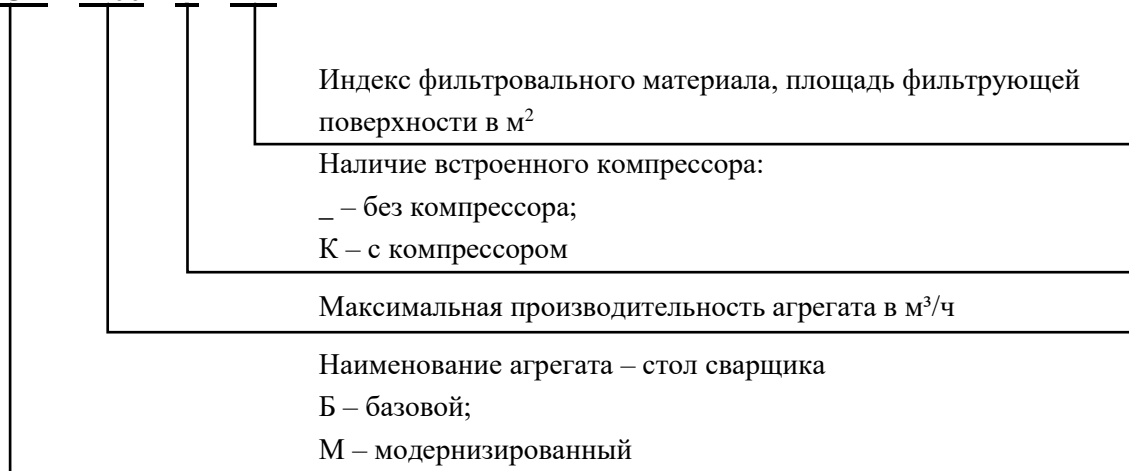 Индекс фильтровального материала, площадь фильтрующей
поверхности в м²
Наличие встроенного компрессора:
_ – без компрессора;
К – с компрессором
Максимальная производительность агрегата в м³/ч
Наименование агрегата – стол сварщика
Б – базовой;
М – модернизированный